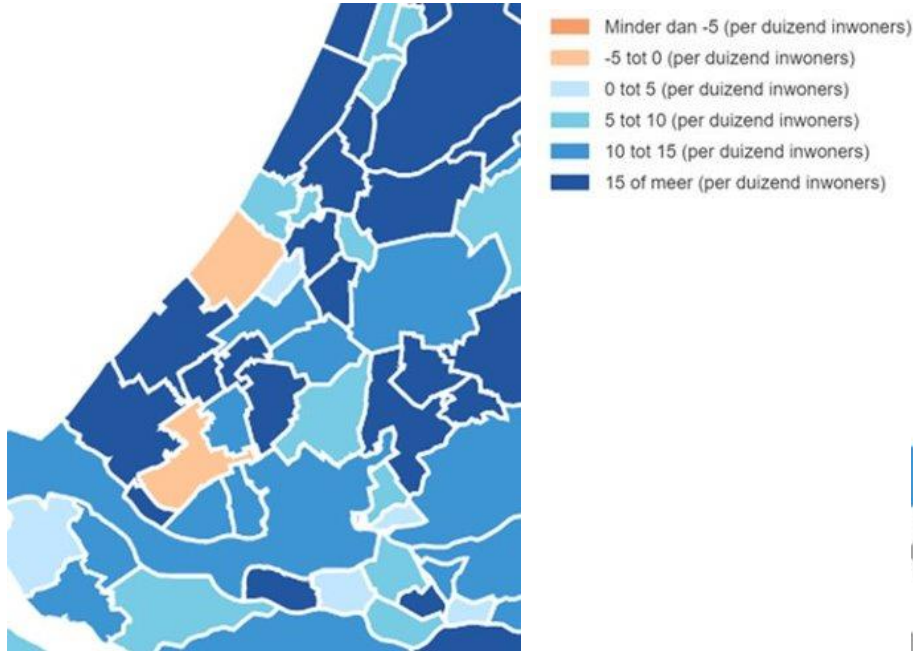 Minder dan -5 (per duizend inwoners)
-5 tot 0 (per duizend inwoners)
0 tot 5 (per duizend inwoners)
5 tot 10 (per duizend inwoners)
10 tot 15 (per duizend inwoners)
15 of meer (per duizend inwoners)